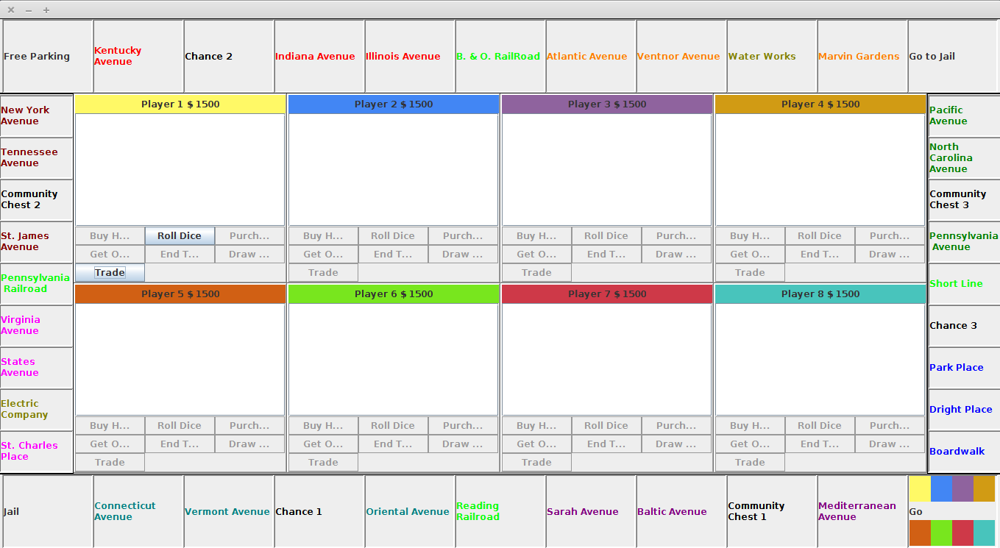 Free Parking
Kentucky
Avenue
Chance 2
Indiana Avenue
Illinois Avenue
B. & O. RailRoad
Atlantic Avenue
Ventnor Avenue
Water Works
Marvin Gardens
Go to Jail
New York
Avenue
Tennessee
Avenue
Community
Chest 2
St. James
Avenue
Pennsylvania
Railroad
Virginia
Avenue
States
Avenue
Electric
Company
St. Charles
Place
Player 1 $ 1500
Buy H... Roll Dice Purch...
Get O... End T... Draw ...
Trade
Player 2 $ 1500
Buy H... Roll Dice Purch...
Get O... End T... Draw ...
Trade
Player 3 $ 1500
Buy H... Roll Dice Purch...
Get O... End T... Draw ...
Trade
Player 4 $ 1500
Buy H... Roll Dice Purch...
Get O... End T... Draw ...
Trade
Player 5 $ 1500
Buy H... Roll Dice Purch...
Get O... End T... Draw ...
Trade
Player 6 $ 1500
Buy H... Roll Dice Purch...
Get O... End T... Draw ...
Trade
Player 7 $ 1500
Buy H... Roll Dice Purch...
Get O... End T... Draw ...
Trade
Player 8 $ 1500
Buy H... Roll Dice Purch...
Get O... End T... Draw ...
Trade
Pacific
Avenue
North
Carolina
Avenue
Community
Chest 3
Pennsylvania
Avenue
Short Line
Chance 3
Park Place
Dright Place
Boardwalk
Jail
Connecticut
Avenue
Vermont Avenue
Chance 1
Oriental Avenue
Reading
Railroad
Sarah Avenue
Baltic Avenue
Community
Chest 1
Mediterranean
Avenue
Go